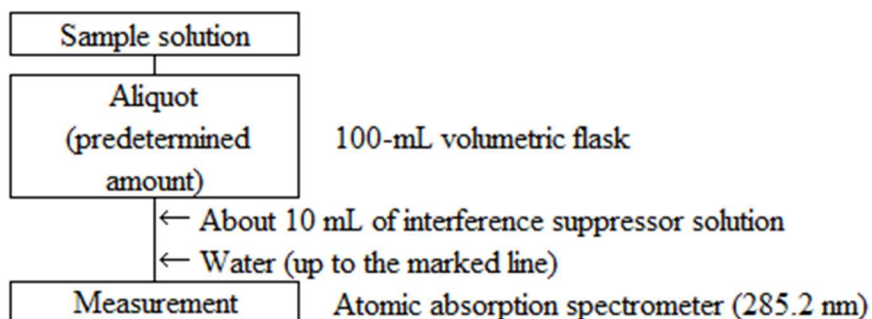 Sample solution
Aliquot
(predetermined
amount)
100-mL volumetric flask
← About 10 mL of interference suppressor solution
← Water (up to the marked line)
Measurement
Atomic absorption spectrometer (285.2 nm)